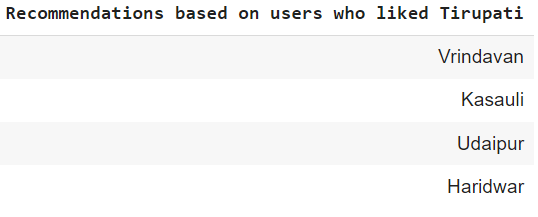 Recommendations based on users who liked Tirupati
Vrindavan
Kasauli
Udaipur
Haridwar